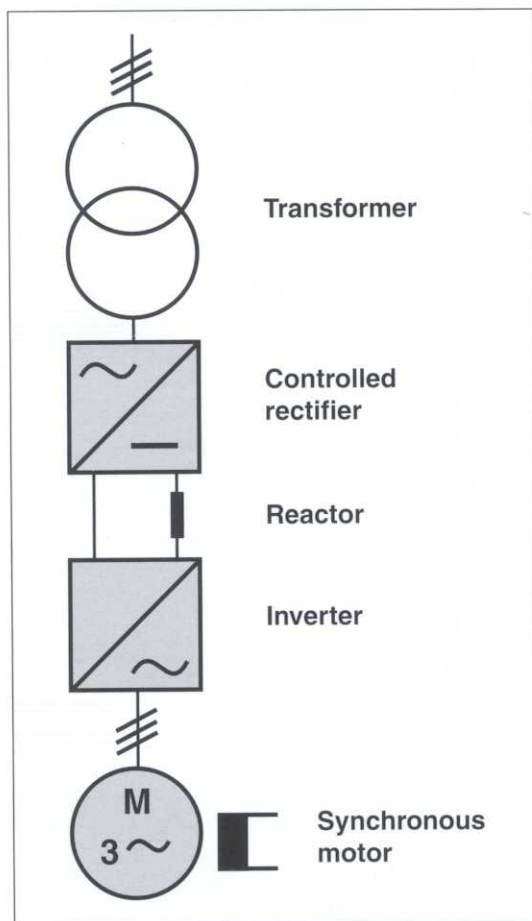 Transformer
Controlled
rectifier
Reactor
Inverter
M
3~
Synchronous
motor